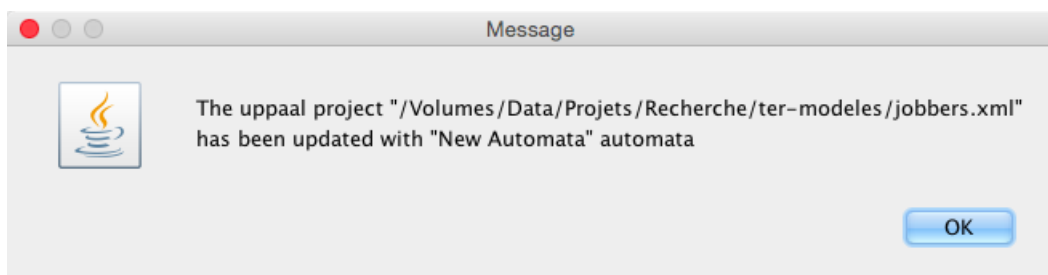 Message
The uppaal project "/Volumes/Data/Projets/Recherche/ter-modeles/jobbers.xml"
has been updated with "New Automata" automata
OK